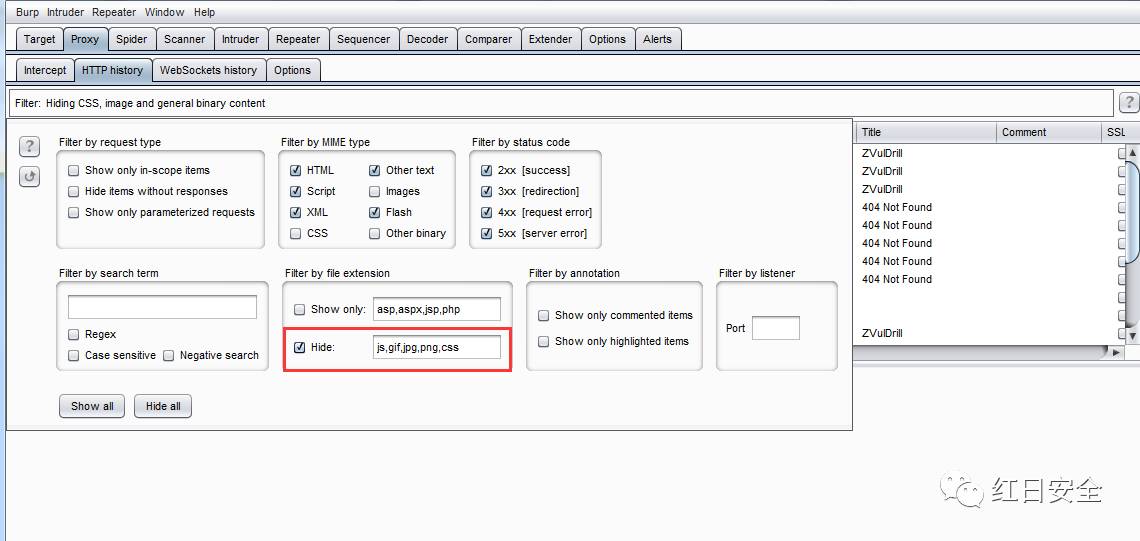 Burp Intruder Repeater Window Help
Target Proxy Spider Scanner Intruder Repeater Sequencer Decoder Comparer Extender Options Alerts
Intercept HTTP history WebSockets history Options
Filter: Hiding CSS, image and general binary content ?
Title Comment SSL
ZVulDrill
ZVulDrill
ZVulDrill
404 Not Found
404 Not Found
404 Not Found
404 Not Found
404 Not Found
ZVulDrill
?
Filter by request type
Show only in-scope items
Hide items without responses
Show only parameterized requests
Filter by MIME type
HTML Other text
Script Images
XML Flash
CSS Other binary
Filter by status code
2xx [success]
3xx [redirection]
4xx [request error]
5xx [server error]
Filter by search term
Regex
Case sensitive Negative search
Filter by file extension
Show only: asp,aspx,jsp,php
Hide: js,gif,jpg,png,css
Filter by annotation
Show only commented items
Show only highlighted items
Filter by listener
Port
Show all Hide all
红日安全